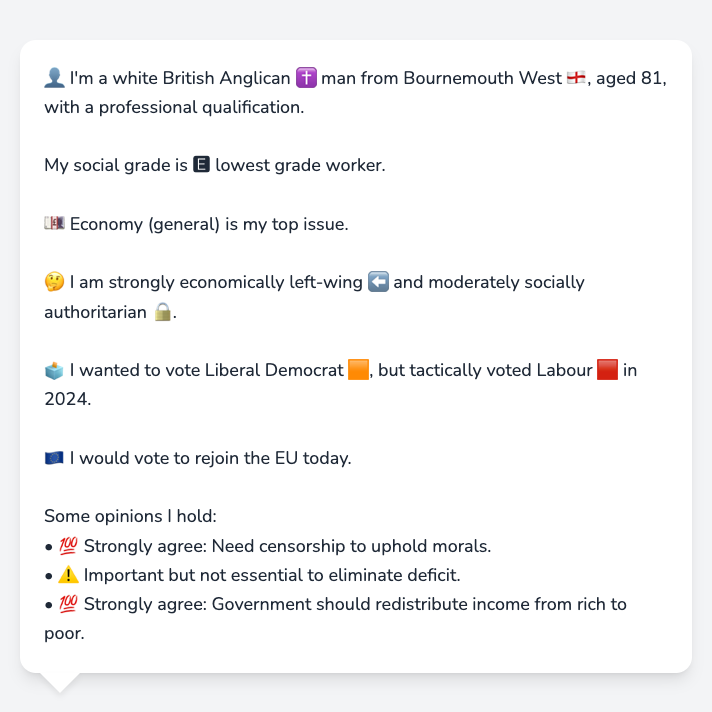 👤 I'm a white British Anglican ✝️ man from Bournemouth West 🏴󠁧󠁢󠁥󠁮󠁧󠁿, aged 81,
with a professional qualification.
My social grade is 🅴 lowest grade worker.
💷 Economy (general) is my top issue.
🤔 I am strongly economically left-wing ⬅️ and moderately socially
authoritarian 🔒.
🗳️ I wanted to vote Liberal Democrat 🟧, but tactically voted Labour 🟥 in
2024.
🇪🇺 I would vote to rejoin the EU today.
Some opinions I hold:
• 💯 Strongly agree: Need censorship to uphold morals.
• ⚠️ Important but not essential to eliminate deficit.
• 💯 Strongly agree: Government should redistribute income from rich to
poor.